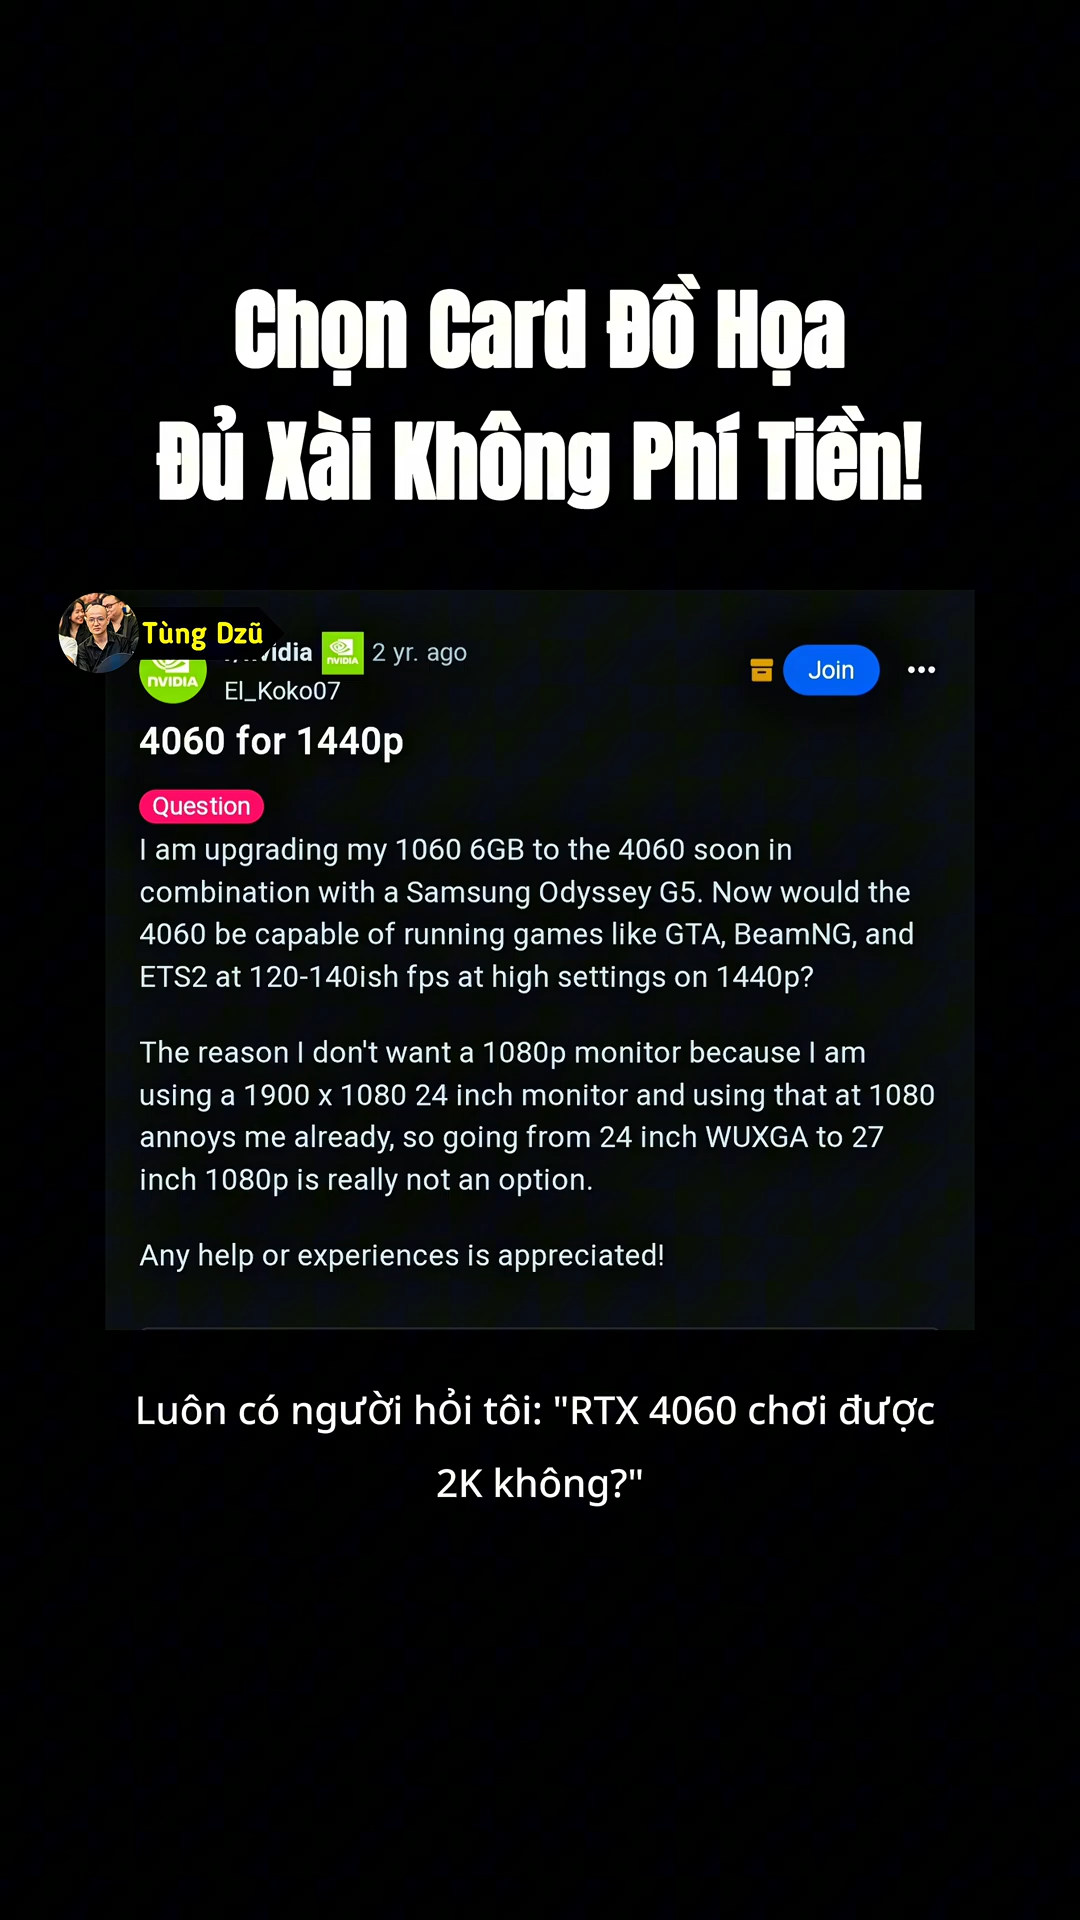 Chọn Card Đồ Họa
Đủ Xài Không Phí Tiền!
Tùng Dzũ
NVIDIA 2 yr. ago
Join
NVIDIA
El_Koko07
4060 for 1440p
Question
I am upgrading my 1060 6GB to the 4060 soon in
combination with a Samsung Odyssey G5. Now would the
4060 be capable of running games like GTA, BeamNG, and
ETS2 at 120-140ish fps at high settings on 1440p?
The reason I don't want a 1080p monitor because I am
using a 1900 x 1080 24 inch monitor and using that at 1080
annoys me already, so going from 24 inch WUXGA to 27
inch 1080p is really not an option.
Any help or experiences is appreciated!
Luôn có người hỏi tôi: "RTX 4060 chơi được
2K không?"